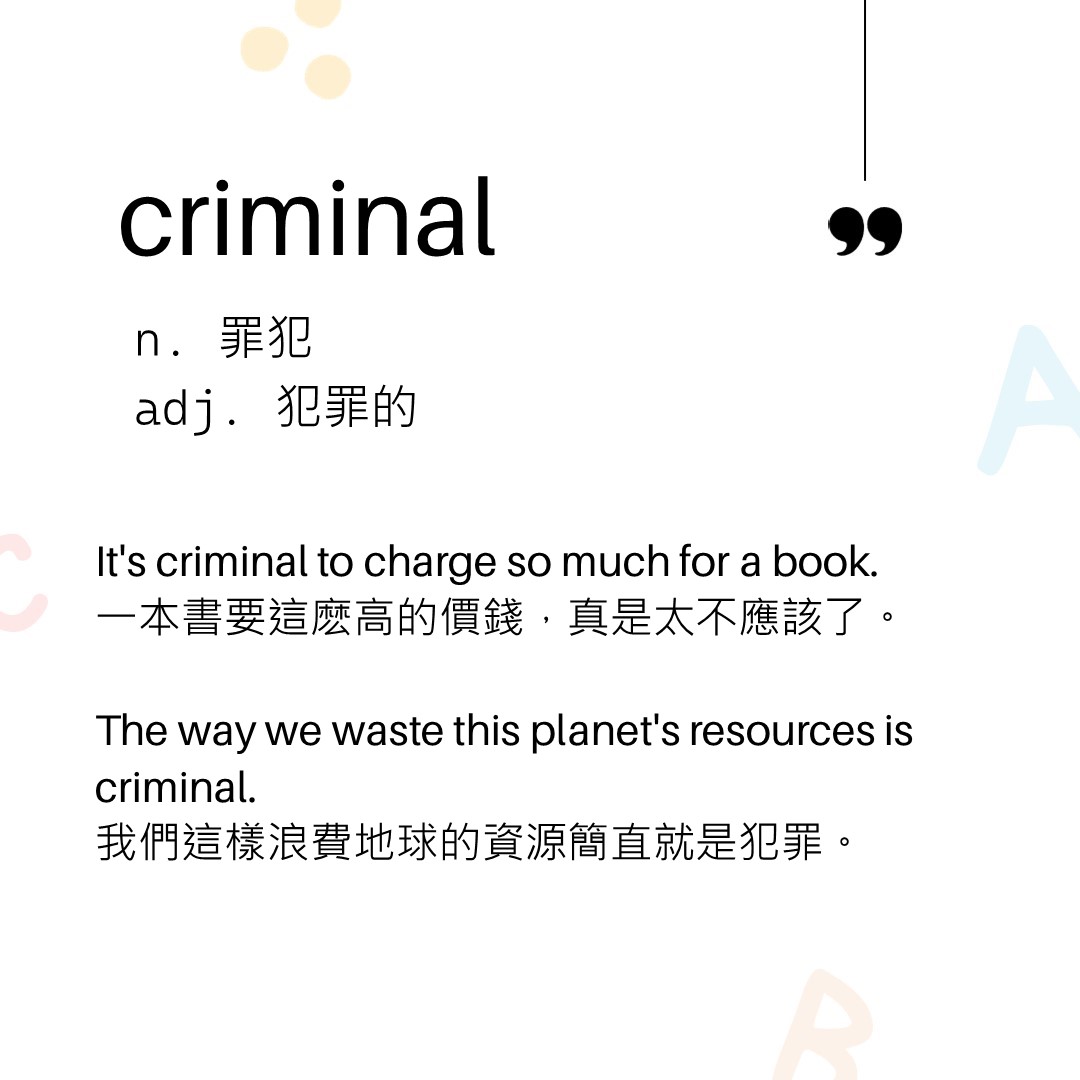 criminal
”
n. 罪犯
adj. 犯罪的
It's criminal to charge so much for a book.
一本書要這麼高的價錢，真是太不應該了。
The way we waste this planet's resources is
criminal.
我們這樣浪費地球的資源簡直就是犯罪。
A
C
B